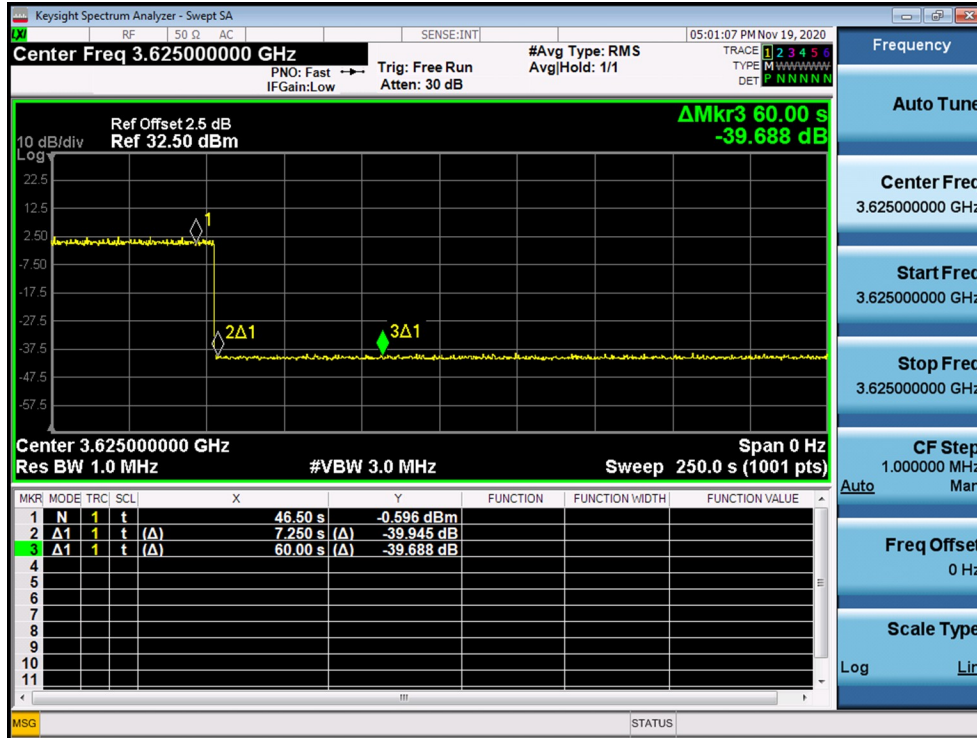 Keysight Spectrum Analyzer - Swept SA
LXI RF 50 Ω AC SENSE:INT 05:01:07 PM Nov 19, 2020
Center Freq 3.625000000 GHz
PNO: Fast
IFGain:Low
Trig: Free Run
Atten: 30 dB
#Avg Type: RMS
Avg|Hold: 1/1
TRACE 1 2 3 4 5 6
TYPE M WWWWW
DET P N N N N N
ΔMkr3 60.00 s
-39.688 dB
Ref Offset 2.5 dB
10 dB/div Ref 32.50 dBm
Log
22.5
12.5
2.50
-7.50
-17.5
-27.5
-37.5
-47.5
-57.5
1
2Δ1
3Δ1
Center 3.625000000 GHz Span 0 Hz
Res BW 1.0 MHz #VBW 3.0 MHz Sweep 250.0 s (1001 pts)
MKR MODE TRC SCL X Y FUNCTION FUNCTION WIDTH FUNCTION VALUE
1 N 1 t 46.50 s -0.596 dBm
2 Δ1 1 t (Δ) 7.250 s (Δ) -39.945 dB
3 Δ1 1 t (Δ) 60.00 s (Δ) -39.688 dB
4
5
6
7
8
9
10
11
MSG STATUS
Frequency
Auto Tune
Center Freq
3.625000000 GHz
Start Freq
3.625000000 GHz
Stop Freq
3.625000000 GHz
CF Step
1.000000 MHz
Auto Man
Freq Offset
0 Hz
Scale Type
Log Lin